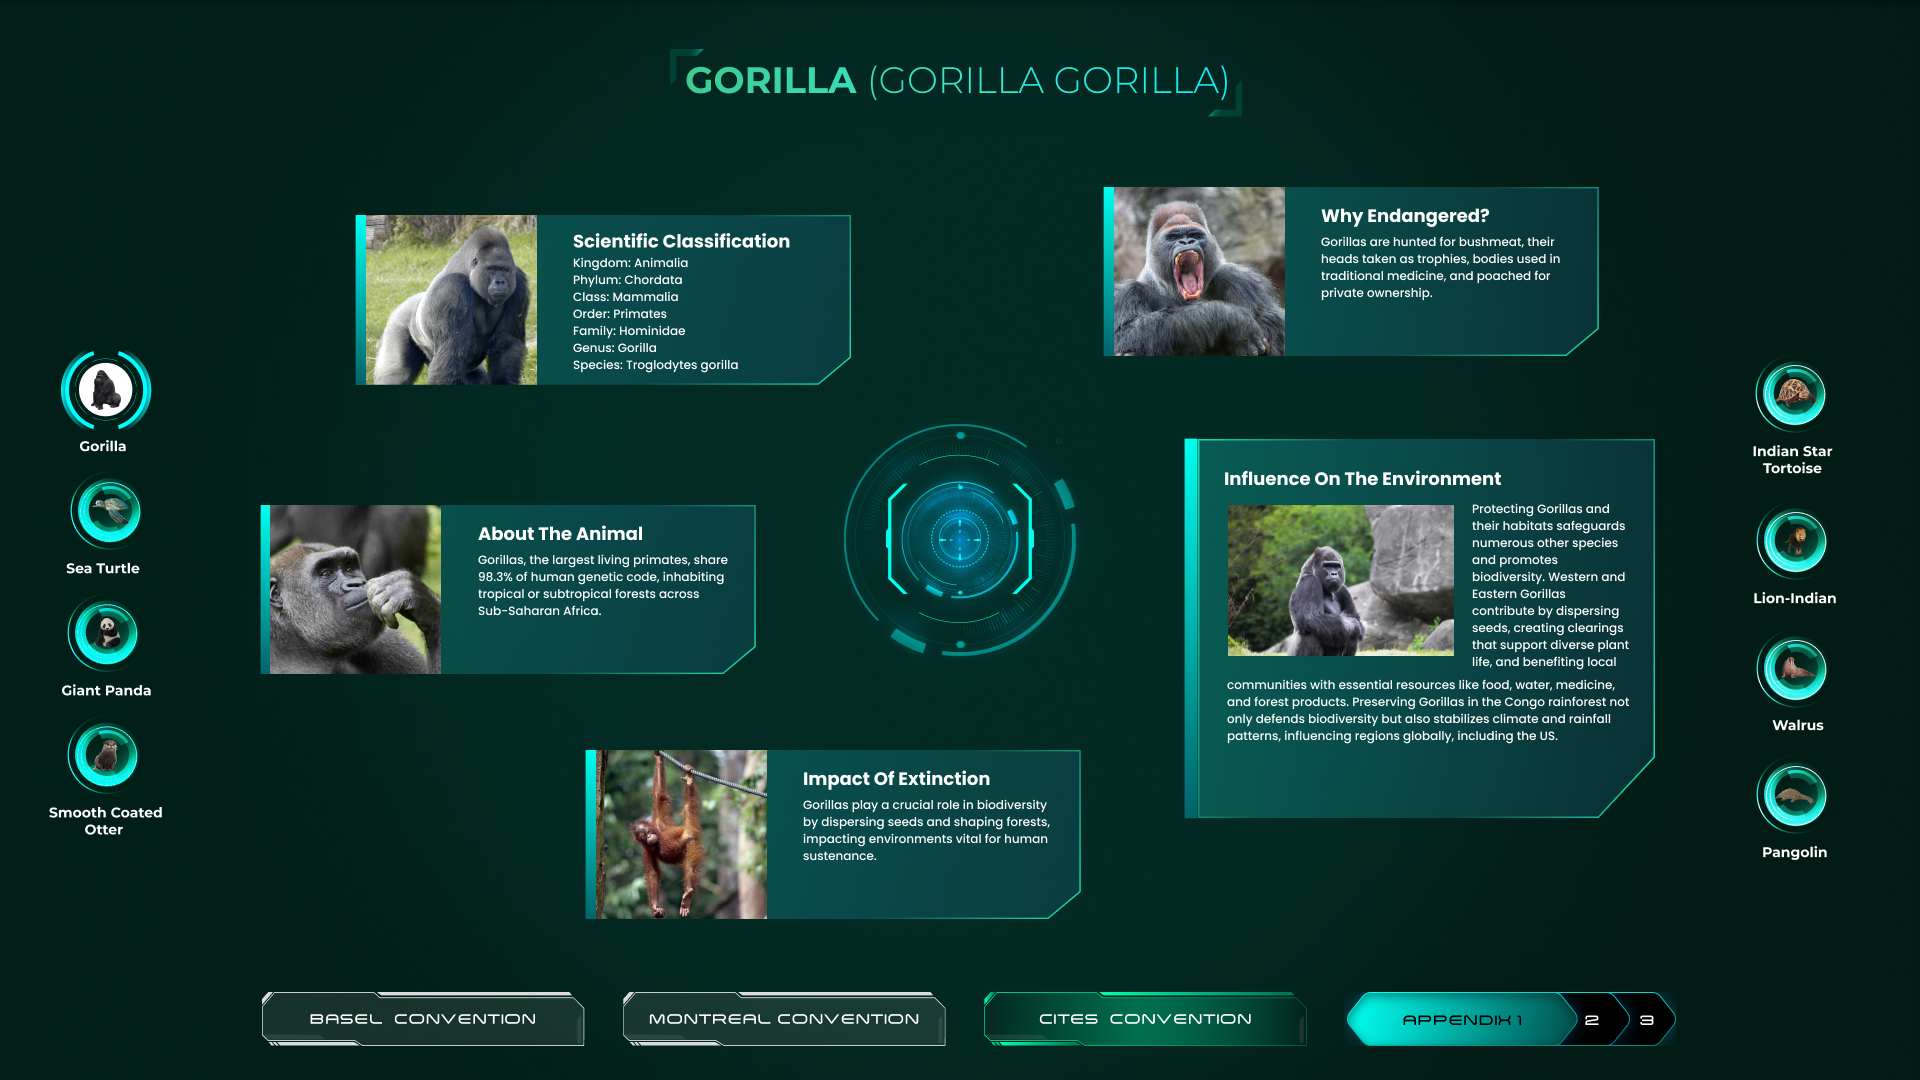 GORILLA (GORILLA GORILLA)
Scientific Classification
Kingdom: Animalia
Phylum: Chordata
Class: Mammalia
Order: Primates
Family: Hominidae
Genus: Gorilla
Species: Troglodytes gorilla
Why Endangered?
Gorillas are hunted for bushmeat, their
heads taken as trophies, bodies used in
traditional medicine, and poached for
private ownership.
Gorilla
Sea Turtle
Giant Panda
Smooth Coated
Otter
About The Animal
Gorillas, the largest living primates, share
98.3% of human genetic code, inhabiting
tropical or subtropical forests across
Sub-Saharan Africa.
Influence On The Environment
Protecting Gorillas and
their habitats safeguards
numerous other species
and promotes
biodiversity. Western and
Eastern Gorillas
contribute by dispersing
seeds, creating clearings
that support diverse plant
life, and benefiting local
communities with essential resources like food, water, medicine,
and forest products. Preserving Gorillas in the Congo rainforest not
only defends biodiversity but also stabilizes climate and rainfall
patterns, influencing regions globally, including the US.
Indian Star
Tortoise
Lion-Indian
Walrus
Pangolin
Impact Of Extinction
Gorillas play a crucial role in biodiversity
by dispersing seeds and shaping forests,
impacting environments vital for human
sustenance.
BASEL CONVENTION
MONTREAL CONVENTION
CITES CONVENTION
APPENDIX 1
2
3